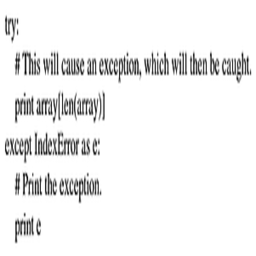 try:
# This will cause an exception, which will then be caught.
print array[len(array)]
except IndexError as e:
# Print the exception.
print e